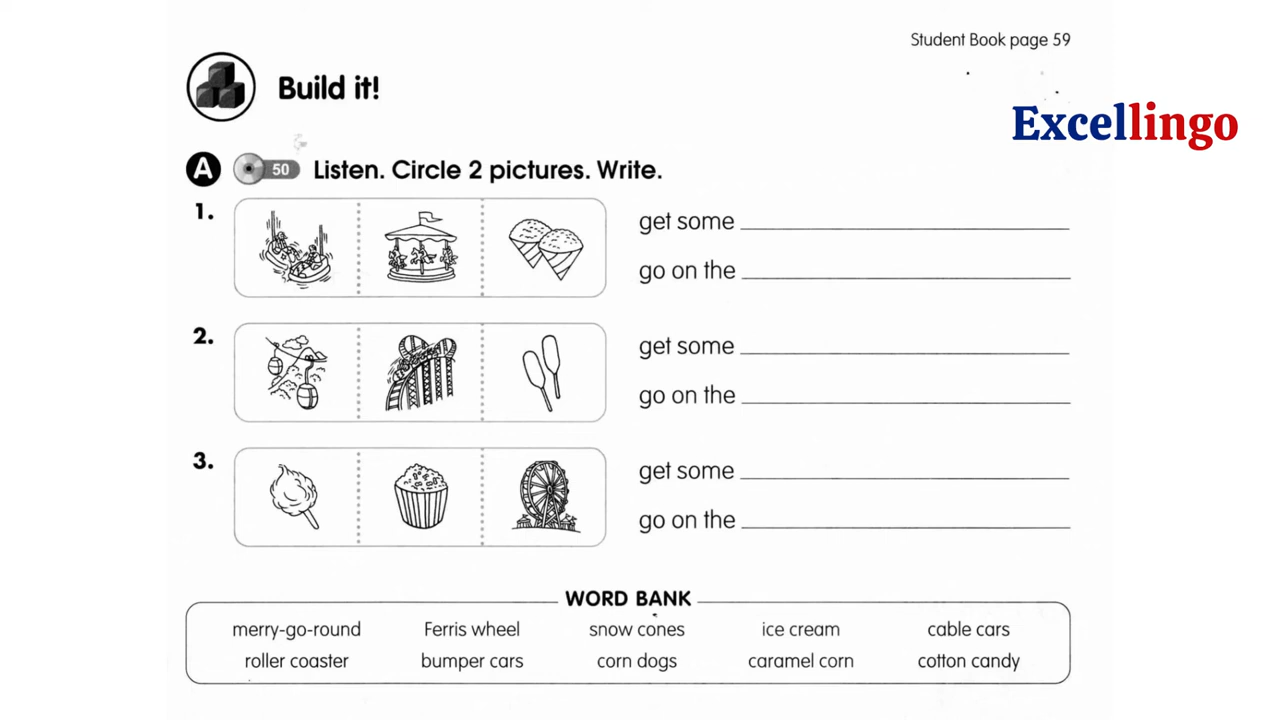 Student Book page 59
Build it!
Excellingo
A 50 Listen. Circle 2 pictures. Write.
1.
get some
go on the
2.
get some
go on the
3.
get some
go on the
WORD BANK
merry-go-round Ferris wheel snow cones ice cream cable cars
roller coaster bumper cars corn dogs caramel corn cotton candy